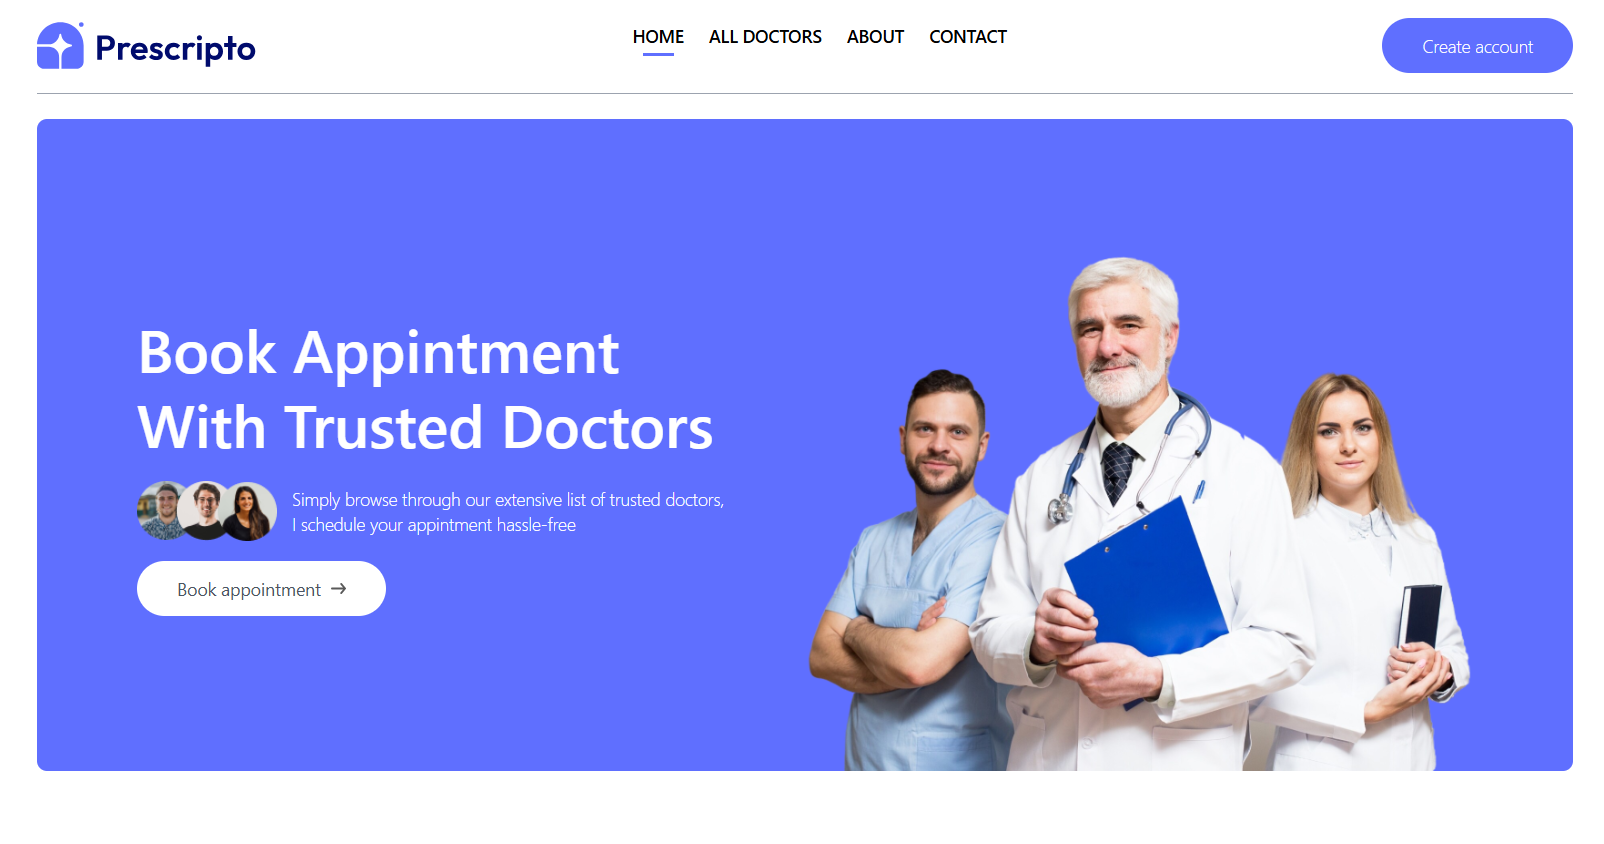 Prescripto
HOME ALL DOCTORS ABOUT CONTACT
Create account
Book Appintment
With Trusted Doctors
Simply browse through our extensive list of trusted doctors,
I schedule your appintment hassle-free
Book appointment →